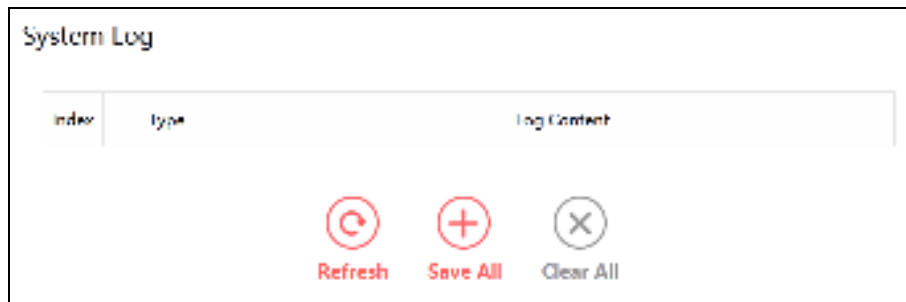 System Log
Index Type Log Content
Refresh Save All Clear All